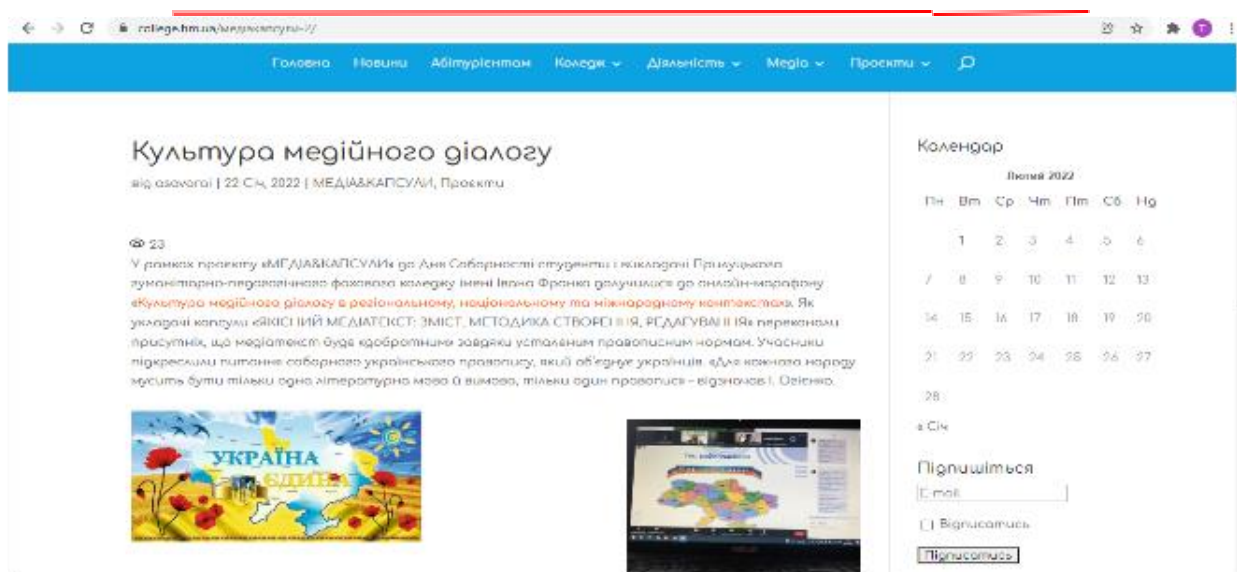 college.hm.ua/медіакапсули-2/
Головна Новини Абітурієнтам Коледж Діяльність Медіа Проєкти
Культура медійного діалогу
від asavarai | 22 Січ, 2022 | МЕДІА&КАПСУЛИ, Проєкти
23
У рамках проєкту «МЕДІА&КАПСУЛИ» до Дня Соборності студенти і викладачі Прилуцького
гуманітарно-педагогічного фахового коледжу імені Івана Франка долучилися до онлайн-марафону
«Культура медійного діалогу в регіональному, національному та міжнародному контекстах». Як
укладачі капсули «ЯКІСНИЙ МЕДІАТЕКСТ: ЗМІСТ, МЕТОДИКА СТВОРЕННЯ, РЕДАГУВАННЯ» переконали
присутніх, що медіатекст буде «добротним» завдяки усталеним правописним нормам. Учасники
підкреслили питання соборного українського правопису, який об'єднує українців. «Для кожного народу
мусить бути тільки одна літературна мова й вимова, тільки один правопис» – відзначав І. Огієнко.
УКРАЇНА
ЄДИНА
Календар
Лютий 2022
Пн Вт Ср Чт Пт Сб Нд
1 2 3 4 5 6
7 8 9 10 11 12 13
14 15 16 17 18 19 20
21 22 23 24 25 26 27
28
« Січ
Підпишіться
E-mail
Відписатись
Підписатись